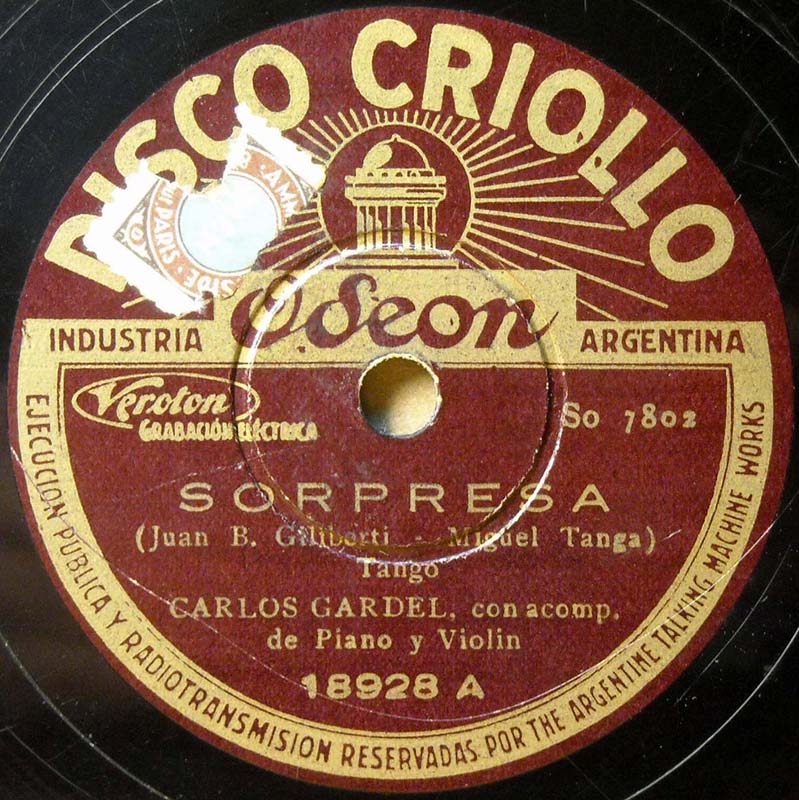 DISCO CRIOLLO
Odeon
INDUSTRIA ARGENTINA
Veroton
GRABACIÓN ELÉCTRICA
So 7802
SORPRESA
(Juan B. Giliberti - Miguel Tanga)
Tango
CARLOS GARDEL, con acomp.
de Piano y Violin
18928 A
EJECUCION PUBLICA Y RADIOTRANSMISION RESERVADAS POR THE ARGENTINE TALKING MACHINE WORKS